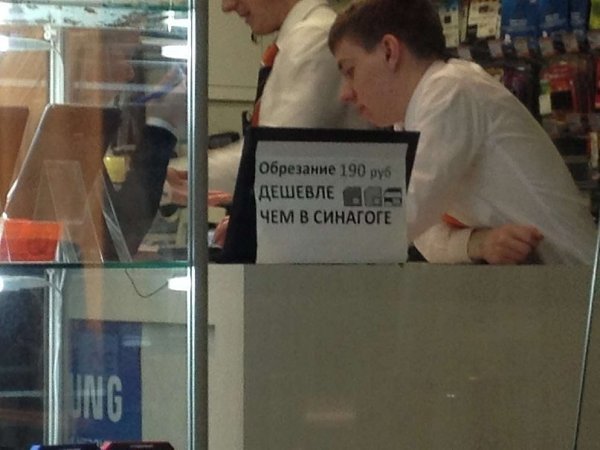 Обрезание 190 руб
ДЕШЕВЛЕ
ЧЕМ В СИНАГОГЕ
UNG